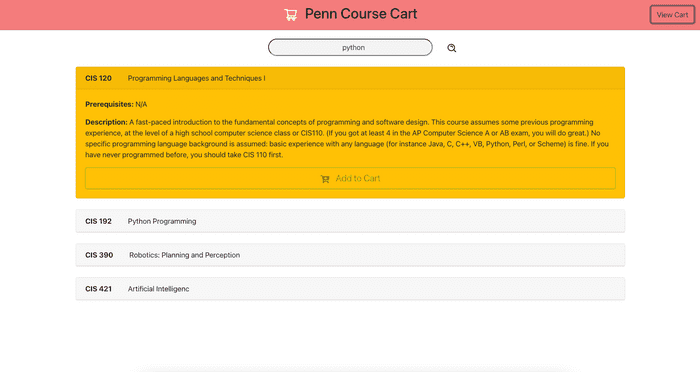 Penn Course Cart
View Cart
python
CIS 120 Programming Languages and Techniques I
Prerequisites: N/A
Description: A fast-paced introduction to the fundamental concepts of programming and software design. This course assumes some previous programming
experience, at the level of a high school computer science class or CIS110. (If you got at least 4 in the AP Computer Science A or AB exam, you will do great.) No
specific programming language background is assumed: basic experience with any language (for instance Java, C, C++, VB, Python, Perl, or Scheme) is fine. If you
have never programmed before, you should take CIS 110 first.
Add to Cart
CIS 192 Python Programming
CIS 390 Robotics: Planning and Perception
CIS 421 Artificial Intelligenc